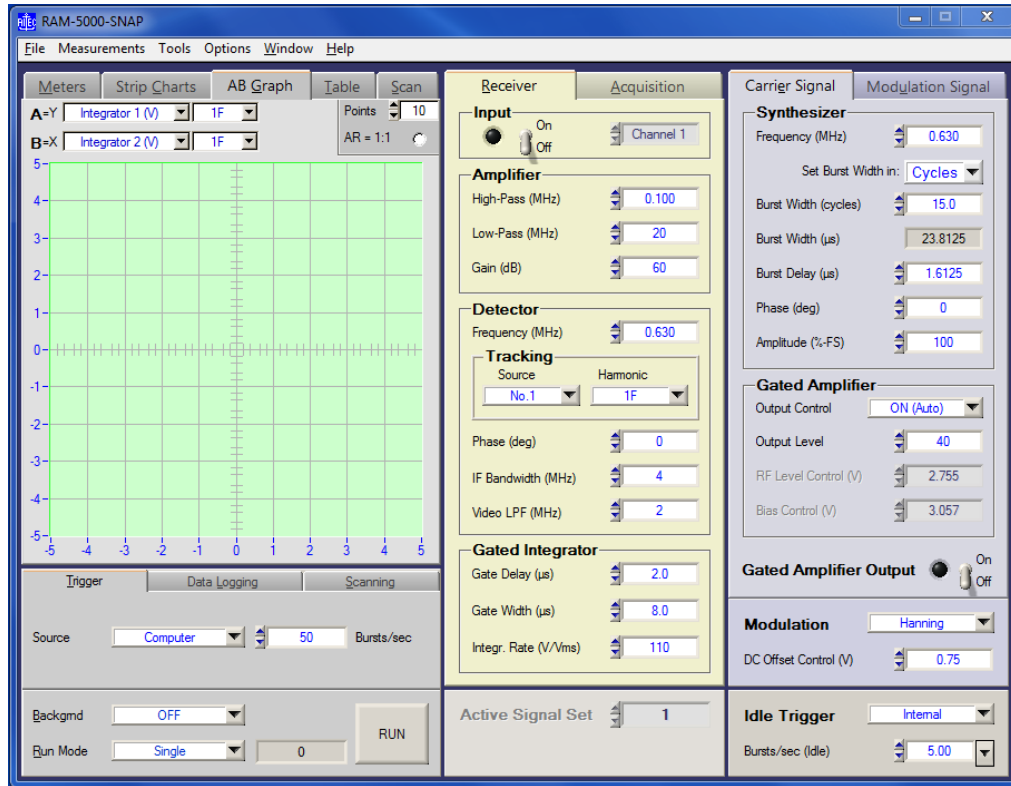 RITEC RAM-5000-SNAP
File Measurements Tools Options Window Help
Meters Strip Charts AB Graph Table Scan
A=Y Integrator 1 (V) 1F Points 10
B=X Integrator 2 (V) 1F AR = 1:1
5
4
3
2
1
0
-1
-2
-3
-4
-5
-5 -4 -3 -2 -1 0 1 2 3 4 5
Trigger Data Logging Scanning
Source Computer 50 Bursts/sec
Backgrnd OFF
Run Mode Single 0 RUN
Receiver Acquisition
Input
On
Off
Channel 1
Amplifier
High-Pass (MHz) 0.100
Low-Pass (MHz) 20
Gain (dB) 60
Detector
Frequency (MHz) 0.630
Tracking
Source Harmonic
No.1 1F
Phase (deg) 0
IF Bandwidth (MHz) 4
Video LPF (MHz) 2
Gated Integrator
Gate Delay (µs) 2.0
Gate Width (µs) 8.0
Integr. Rate (V/Vms) 110
Active Signal Set 1
Carrier Signal Modulation Signal
Synthesizer
Frequency (MHz) 0.630
Set Burst Width in: Cycles
Burst Width (cycles) 15.0
Burst Width (µs) 23.8125
Burst Delay (µs) 1.6125
Phase (deg) 0
Amplitude (%-FS) 100
Gated Amplifier
Output Control ON (Auto)
Output Level 40
RF Level Control (V) 2.755
Bias Control (V) 3.057
Gated Amplifier Output
On
Off
Modulation Hanning
DC Offset Control (V) 0.75
Idle Trigger Internal
Bursts/sec (Idle) 5.00